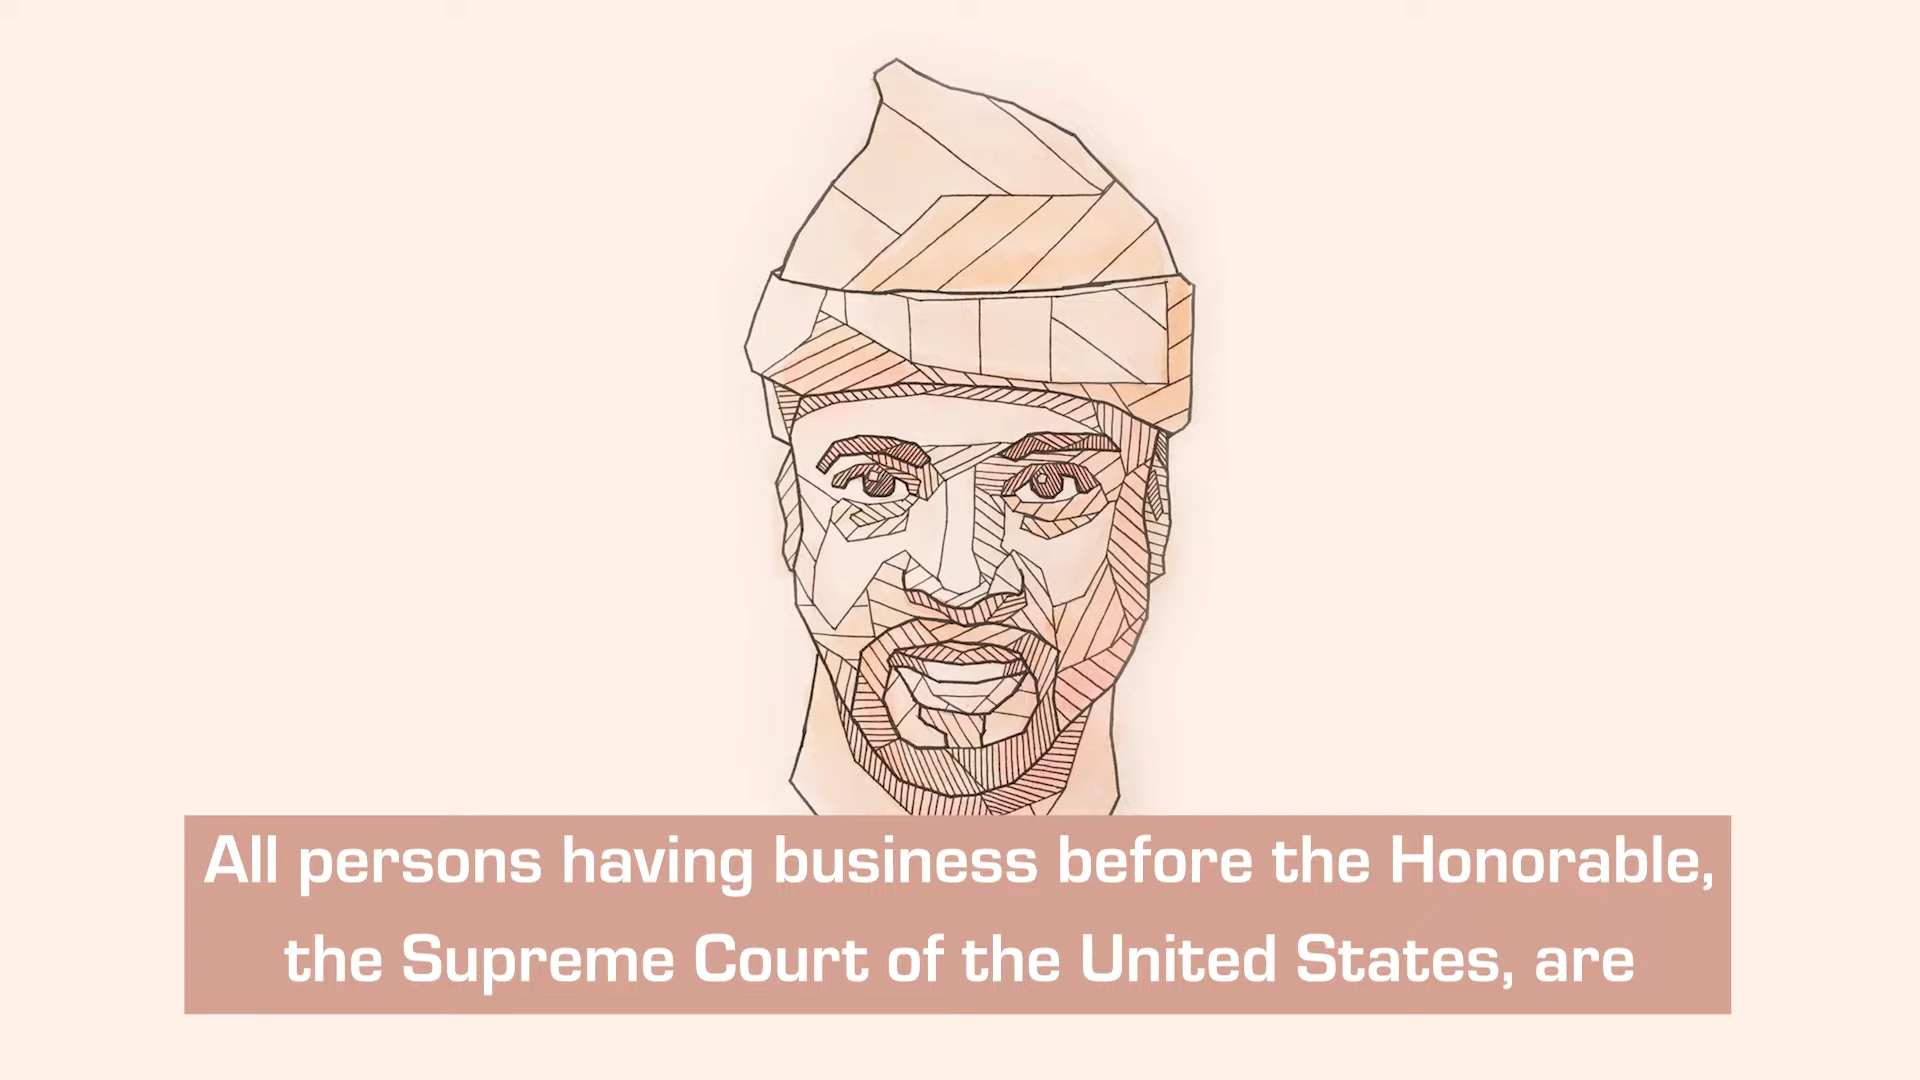 All persons having business before the Honorable,
the Supreme Court of the United States, are